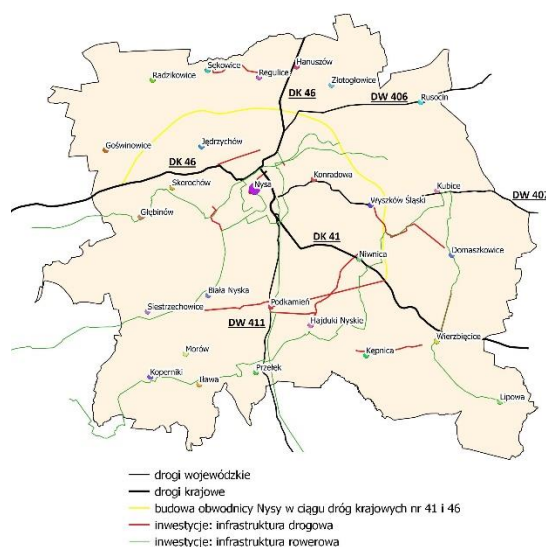 Sękowice
Hanuszów
Radzikowice
Regulice
Złotogłowice
DK 46
DW 406
Rusocin
Goświnowice
Jędrzychów
DK 46
Nysa
Konradowa
Skorochów
Kubice
Wyszków Śląski
DW 407
Głębinów
DK 41
Niwnica
Domaszkowice
Biała Nyska
Siestrzechowice
Podkamień
DW 411
Hajduki Nyskie
Wierzbięcice
Morów
Kępnica
Koperniki
Iława
Przełęk
Lipowa
drogi wojewódzkie
drogi krajowe
budowa obwodnicy Nysy w ciągu dróg krajowych nr 41 i 46
inwestycje: infrastruktura drogowa
inwestycje: infrastruktura rowerowa